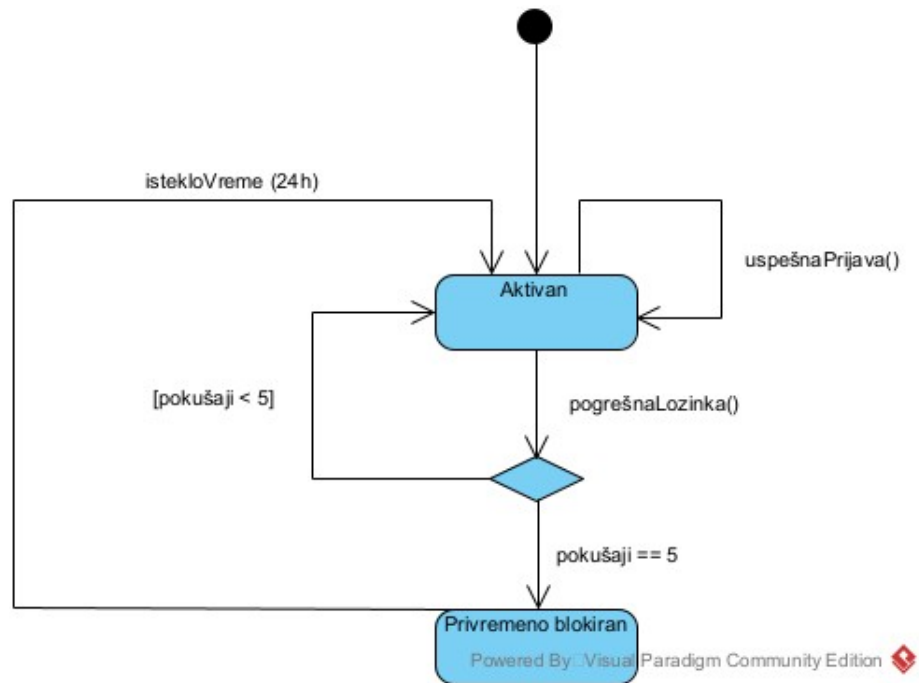 istekloVreme (24h)
uspešnaPrijava()
Aktivan
[pokušaji < 5]
pogrešnaLozinka()
pokušaji == 5
Privremeno blokiran
Powered By Visual Paradigm Community Edition